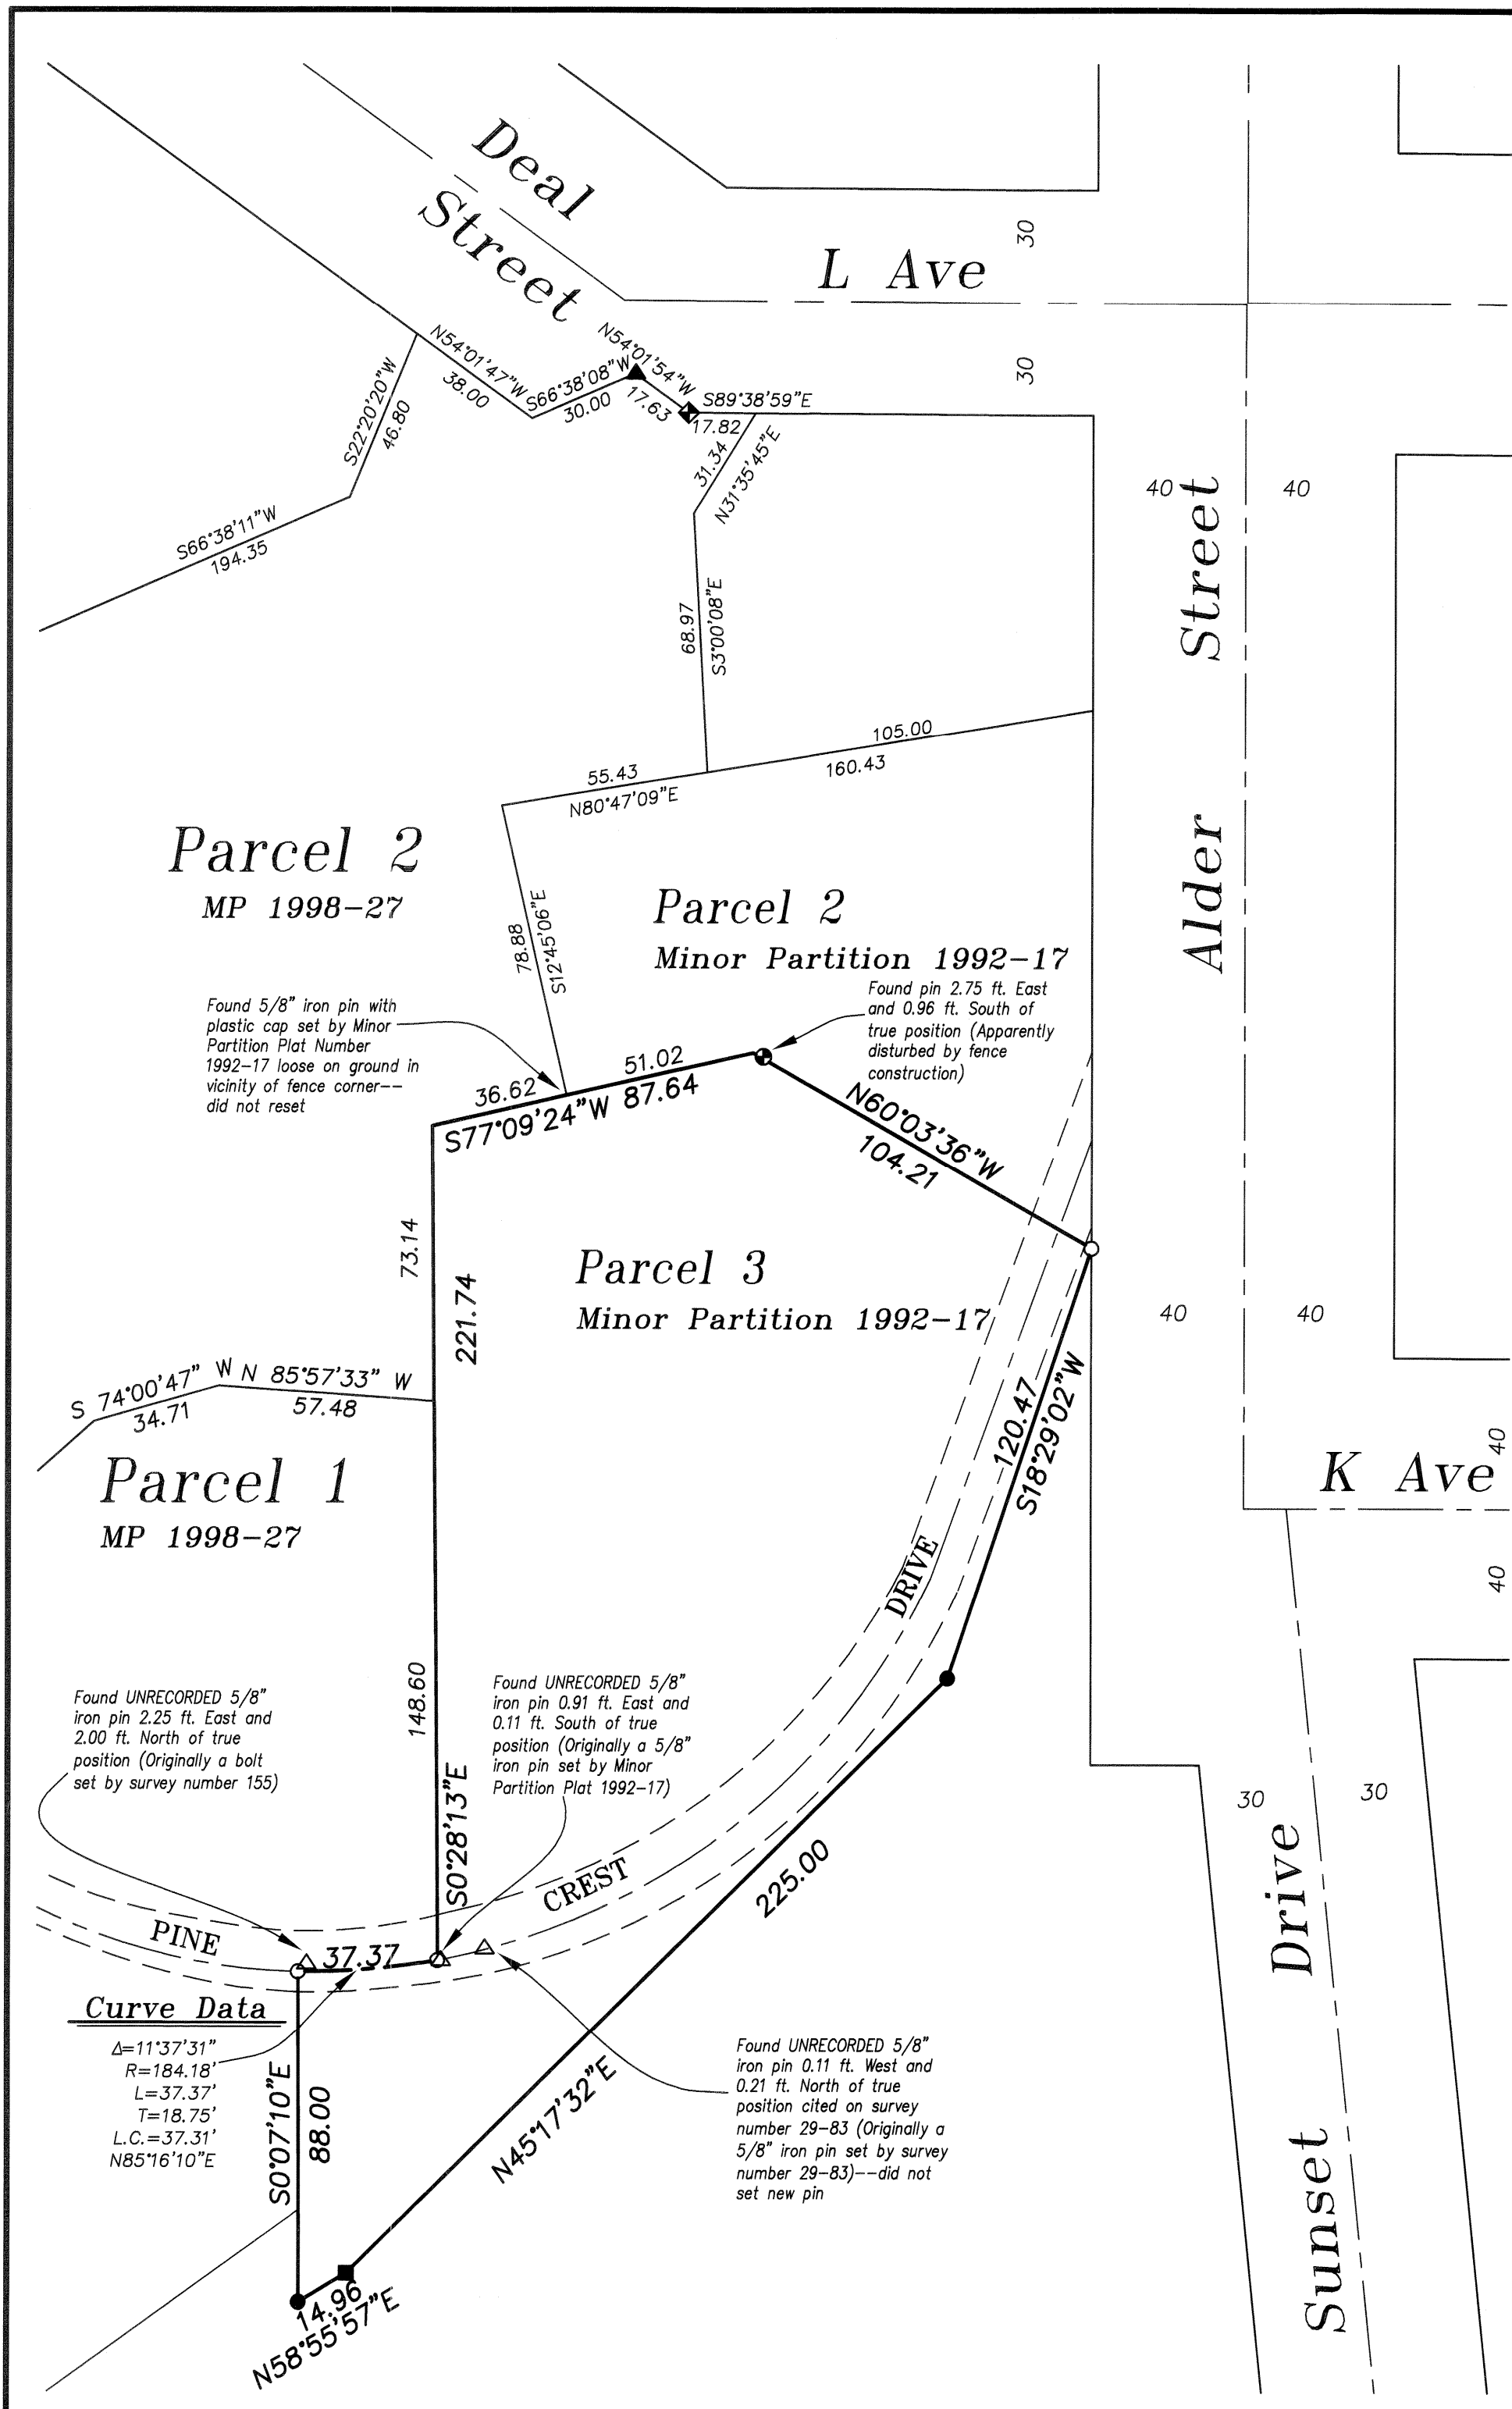 Deal
Street
L Ave
30
30
N54°01'47"W
38.00
S66°38'08"W
30.00
N54°01'54"W
17.63
S89°38'59"E
17.82
31.34
N31°35'45"E
S22°20'20"W
46.80
S66°38'11"W
194.35
68.97
S3°00'08"E
40
40
Alder Street
105.00
160.43
55.43
N80°47'09"E
Parcel 2
MP 1998-27
78.88
S12°45'06"E
Parcel 2
Minor Partition 1992-17
Found 5/8" iron pin with
plastic cap set by Minor
Partition Plat Number
1992-17 loose on ground in
vicinity of fence corner--
did not reset
Found pin 2.75 ft. East
and 0.96 ft. South of
true position (Apparently
disturbed by fence
construction)
36.62
51.02
S77°09'24"W 87.64
N60°03'36"W
104.21
73.14
221.74
Parcel 3
Minor Partition 1992-17
40
40
S 74°00'47" W
34.71
N 85°57'33" W
57.48
120.47
S18°29'02"W
Parcel 1
MP 1998-27
K Ave
40
40
DRIVE
148.60
S0°28'13"E
Found UNRECORDED 5/8"
iron pin 2.25 ft. East and
2.00 ft. North of true
position (Originally a bolt
set by survey number 155)
Found UNRECORDED 5/8"
iron pin 0.91 ft. East and
0.11 ft. South of true
position (Originally a 5/8"
iron pin set by Minor
Partition Plat 1992-17)
30
30
Sunset Drive
225.00
N45°17'32"E
CREST
PINE
37.37
Curve Data
Δ=11°37'31"
R=184.18'
L=37.37'
T=18.75'
L.C.=37.31'
N85°16'10"E
S0°07'10"E
88.00
Found UNRECORDED 5/8"
iron pin 0.11 ft. West and
0.21 ft. North of true
position cited on survey
number 29-83 (Originally a
5/8" iron pin set by survey
number 29-83)--did not
set new pin
14.96
N58°55'57"E